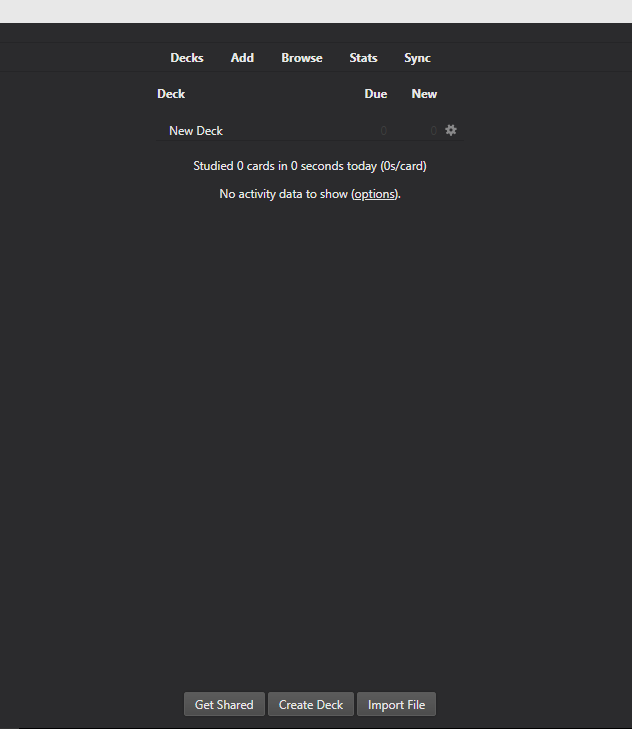 Decks Add Browse Stats Sync
Deck Due New
New Deck 0 0
Studied 0 cards in 0 seconds today (0s/card)
No activity data to show (options).
Get Shared Create Deck Import File